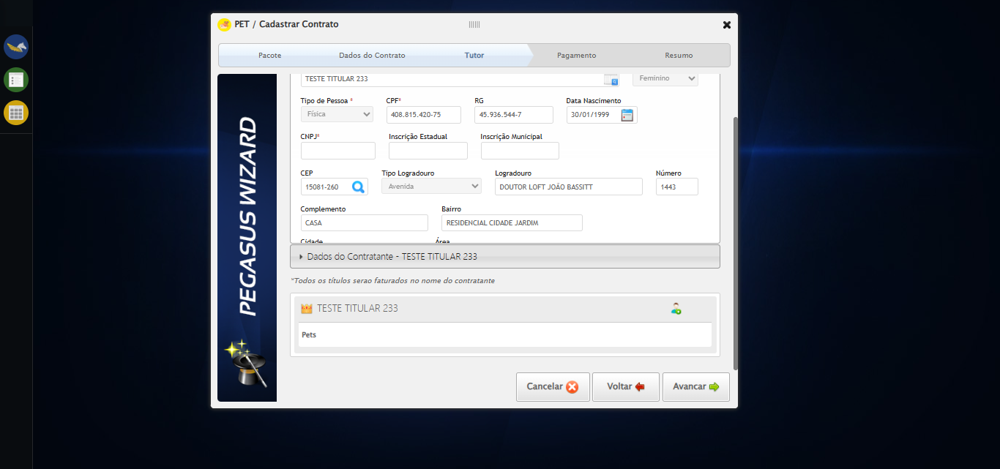 PET / Cadastrar Contrato
Pacote Dados do Contrato Tutor Pagamento Resumo
PEGASUS WIZARD
TESTE TITULAR 233 Feminino
Tipo de Pessoa * CPF* RG Data Nascimento
Física 408.815.420-75 45.936.544-7 30/01/1999
CNPJ* Inscrição Estadual Inscrição Municipal
CEP Tipo Logradouro Logradouro Número
15081-260 Avenida DOUTOR LOFT JOÃO BASSITT 1443
Complemento Bairro
CASA RESIDENCIAL CIDADE JARDIM
Cidade Área
Dados do Contratante - TESTE TITULAR 233
*Todos os títulos serao faturados no nome do contratante
TESTE TITULAR 233
Pets
Cancelar Voltar Avancar